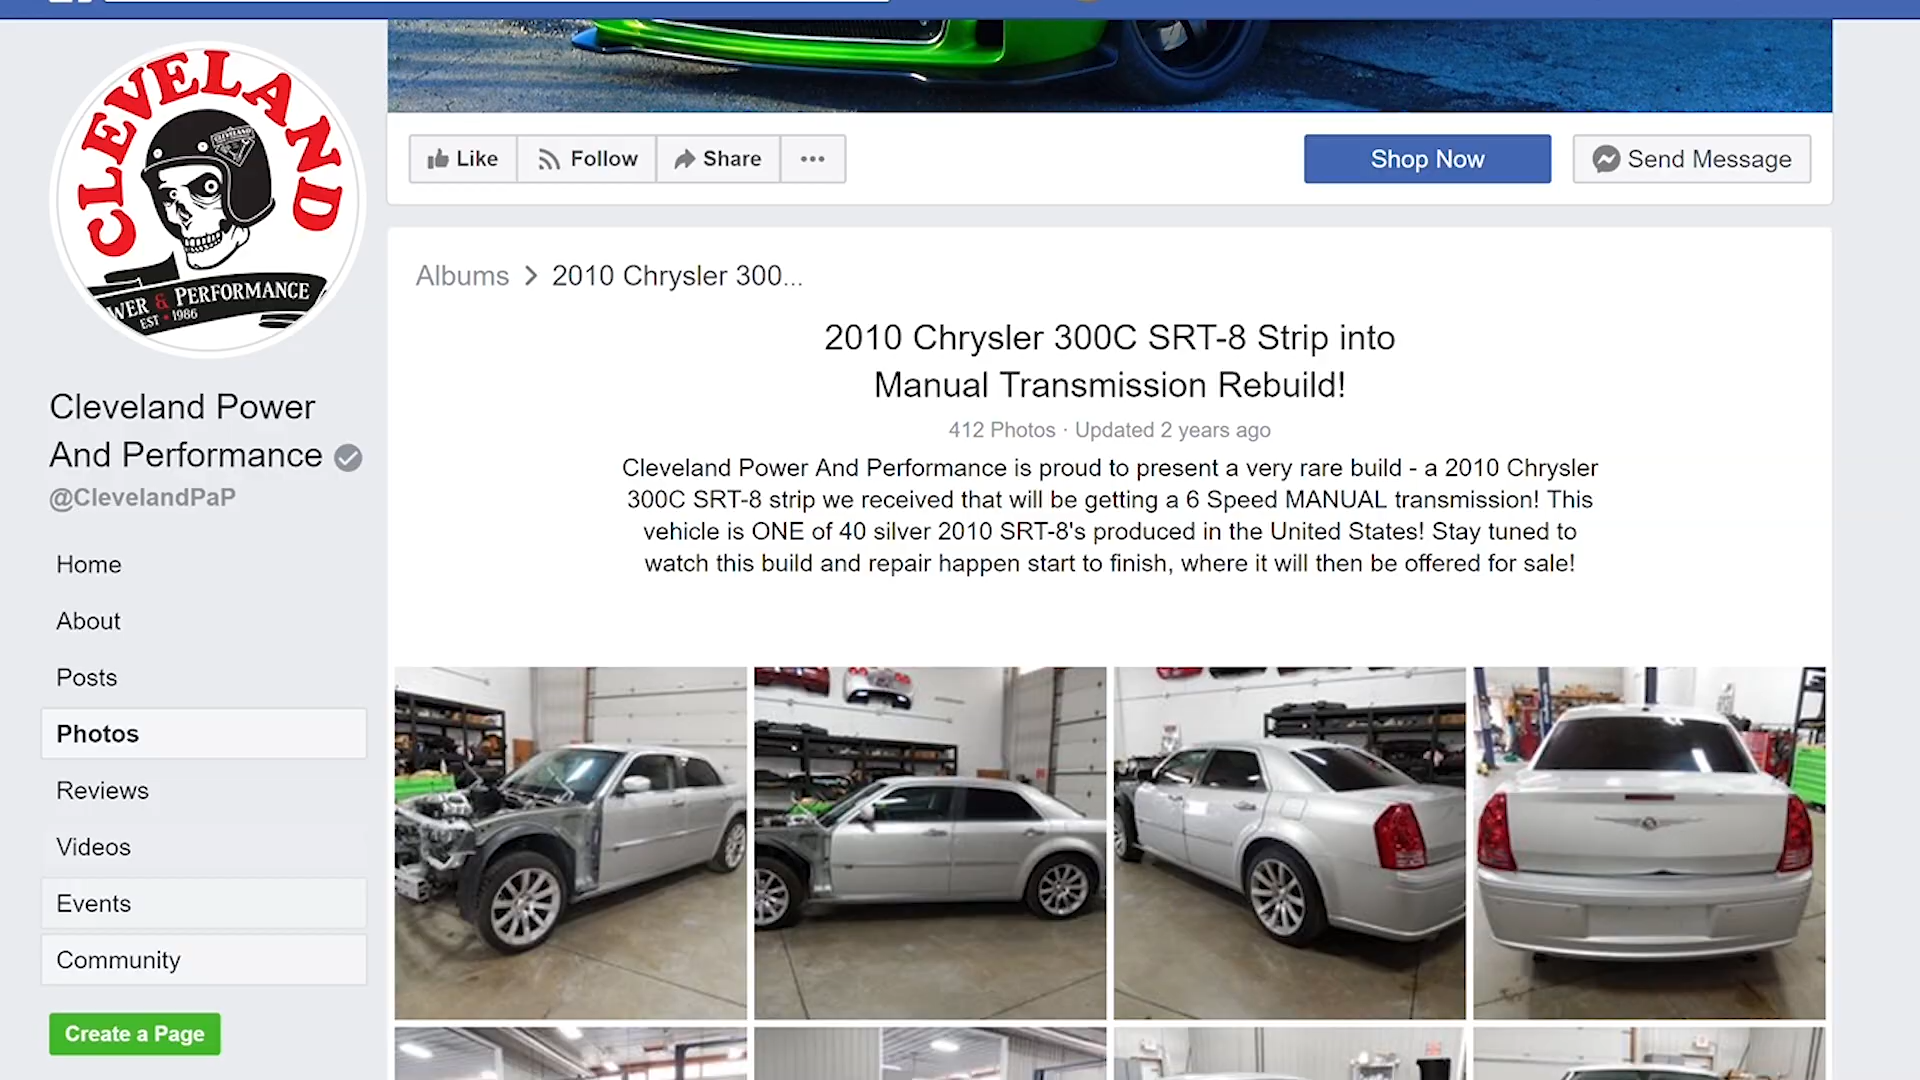 CLEVELAND
WER & PERFORMANCE
EST • 1986
Cleveland Power
And Performance
@ClevelandPaP
Home
About
Posts
Photos
Reviews
Videos
Events
Community
Create a Page
Like
Follow
Share
Shop Now
Send Message
Albums > 2010 Chrysler 300...
2010 Chrysler 300C SRT-8 Strip into
Manual Transmission Rebuild!
412 Photos · Updated 2 years ago
Cleveland Power And Performance is proud to present a very rare build - a 2010 Chrysler
300C SRT-8 strip we received that will be getting a 6 Speed MANUAL transmission! This
vehicle is ONE of 40 silver 2010 SRT-8's produced in the United States! Stay tuned to
watch this build and repair happen start to finish, where it will then be offered for sale!